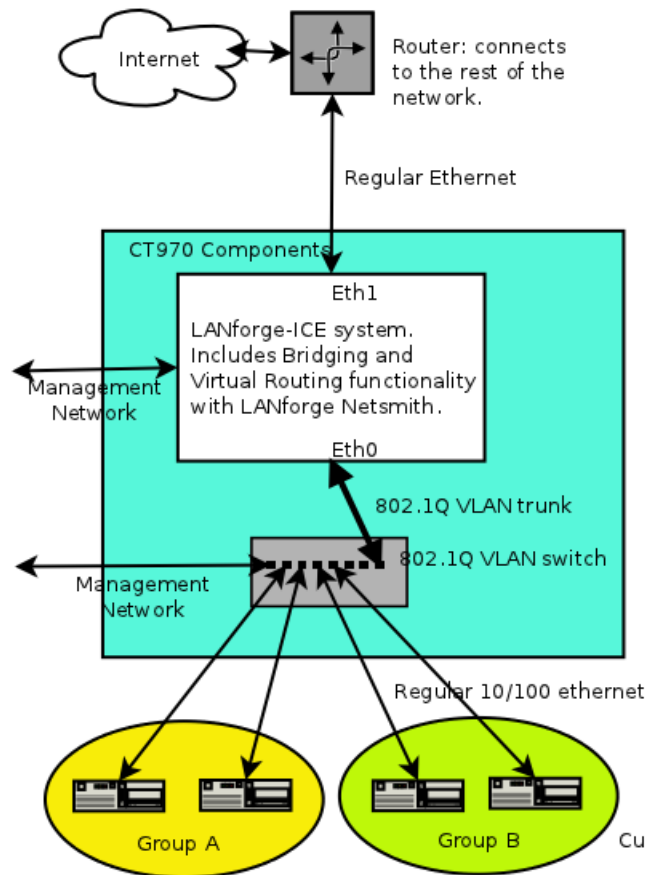 Internet
Router: connects
to the rest of the
network.
Regular Ethernet
CT970 Components
Eth1
LANforge-ICE system.
Includes Bridging and
Virtual Routing functionality
with LANforge Netsmith.
Management
Network
Eth0
802.1Q VLAN trunk
802.1Q VLAN switch
Management
Network
Regular 10/100 ethernet
Group A
Group B
Cu